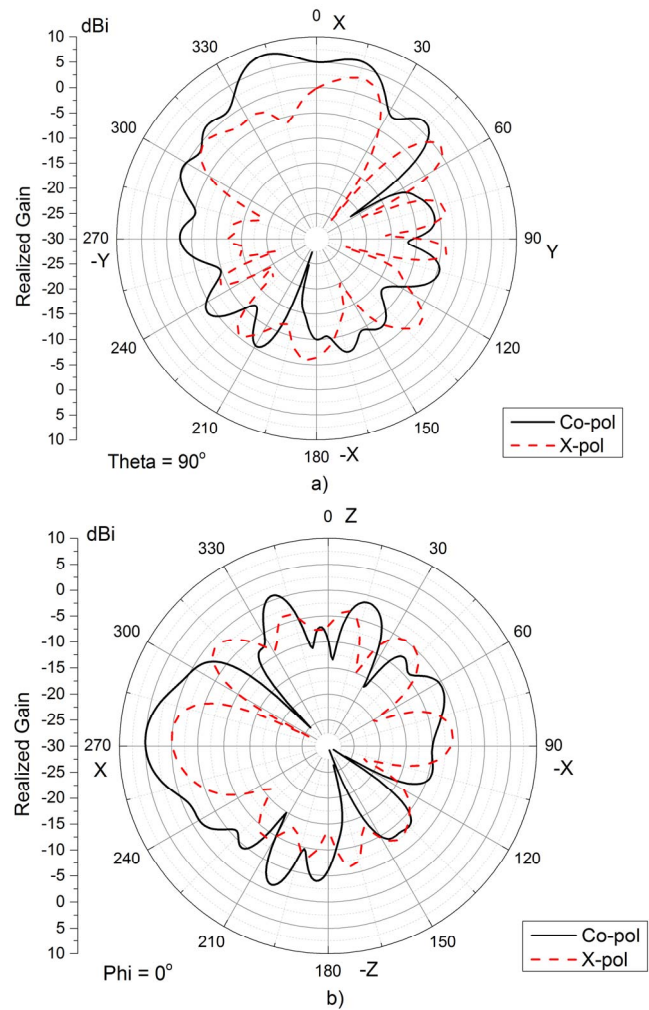 dBi
0 X
330
30
300
60
270
-Y
90 Y
240
120
210
150
180 -X
10
5
0
-5
-10
-15
-20
-25
-30
-25
-20
-15
-10
-5
0
5
10
Realized Gain
Theta = 90°
Co-pol
X-pol
a)
dBi
0 Z
330
30
300
60
270
X
90
-X
240
120
210
150
180 -Z
10
5
0
-5
-10
-15
-20
-25
-30
-25
-20
-15
-10
-5
0
5
10
Realized Gain
Phi = 0°
Co-pol
X-pol
b)